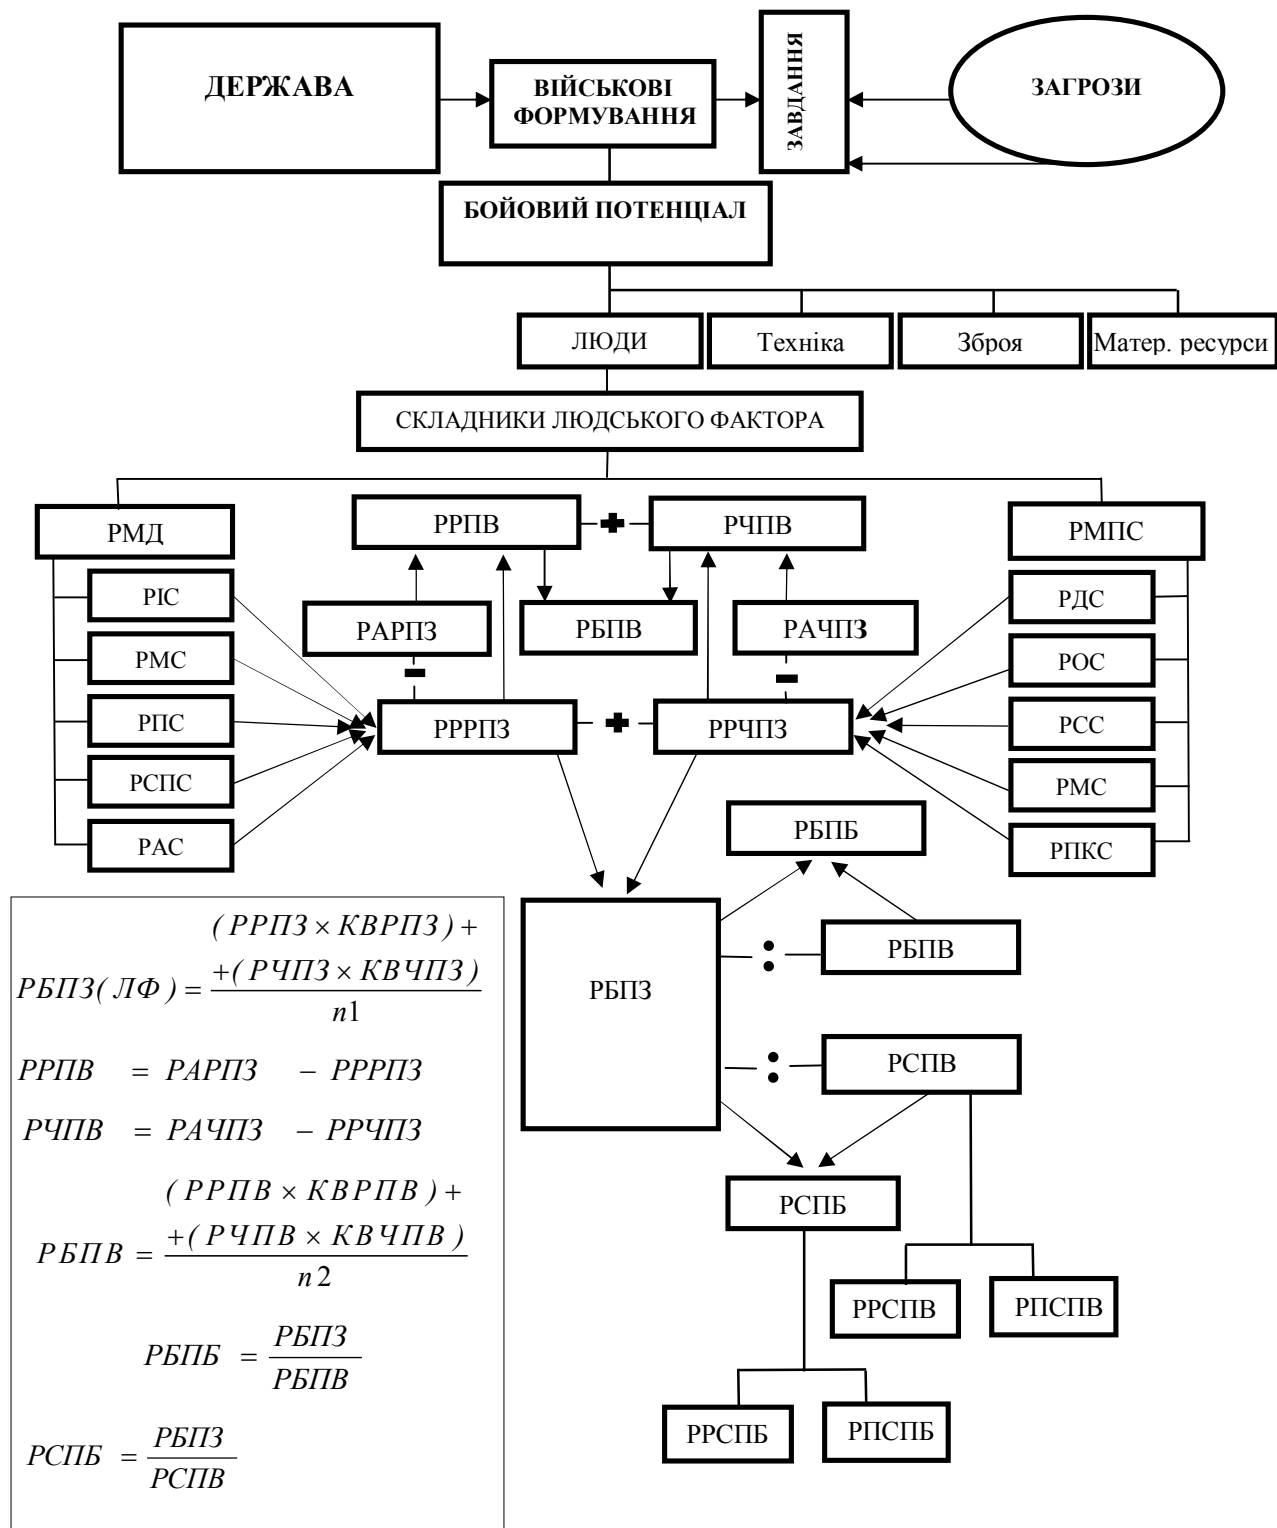 ДЕРЖАВА
ВІЙСЬКОВІ
ФОРМУВАННЯ
ЗАВДАННЯ
ЗАГРОЗИ
БОЙОВИЙ ПОТЕНЦІАЛ
ЛЮДИ
Техніка
Зброя
Матер. ресурси
СКЛАДНИКИ ЛЮДСЬКОГО ФАКТОРА
РМД
РРПВ
+
РЧПВ
РМПС
РІС
РАРПЗ
РБПВ
РАЧПЗ
РДС
РМС
РОС
РПС
РРРПЗ
+
РРЧПЗ
РСС
РСПС
РМС
РАС
РБПБ
РПКС
РБПЗ
:
РБПВ
:
РСПВ
РСПБ
РРСПВ
РПСПВ
РРСПБ
РПСПБ
(РРПЗ × КВРПЗ) +
РБПЗ(ЛФ) = +(РЧПЗ × КВЧПЗ)
n1
РРПВ = РАРПЗ - РРРПЗ
РЧПВ = РАЧПЗ - РРЧПЗ
(РРПВ × КВРПВ) +
РБПВ = +(РЧПВ × КВЧПВ)
n2
РБПБ = РБПЗ
РБПВ
РСПБ = РБПЗ
РСПВ